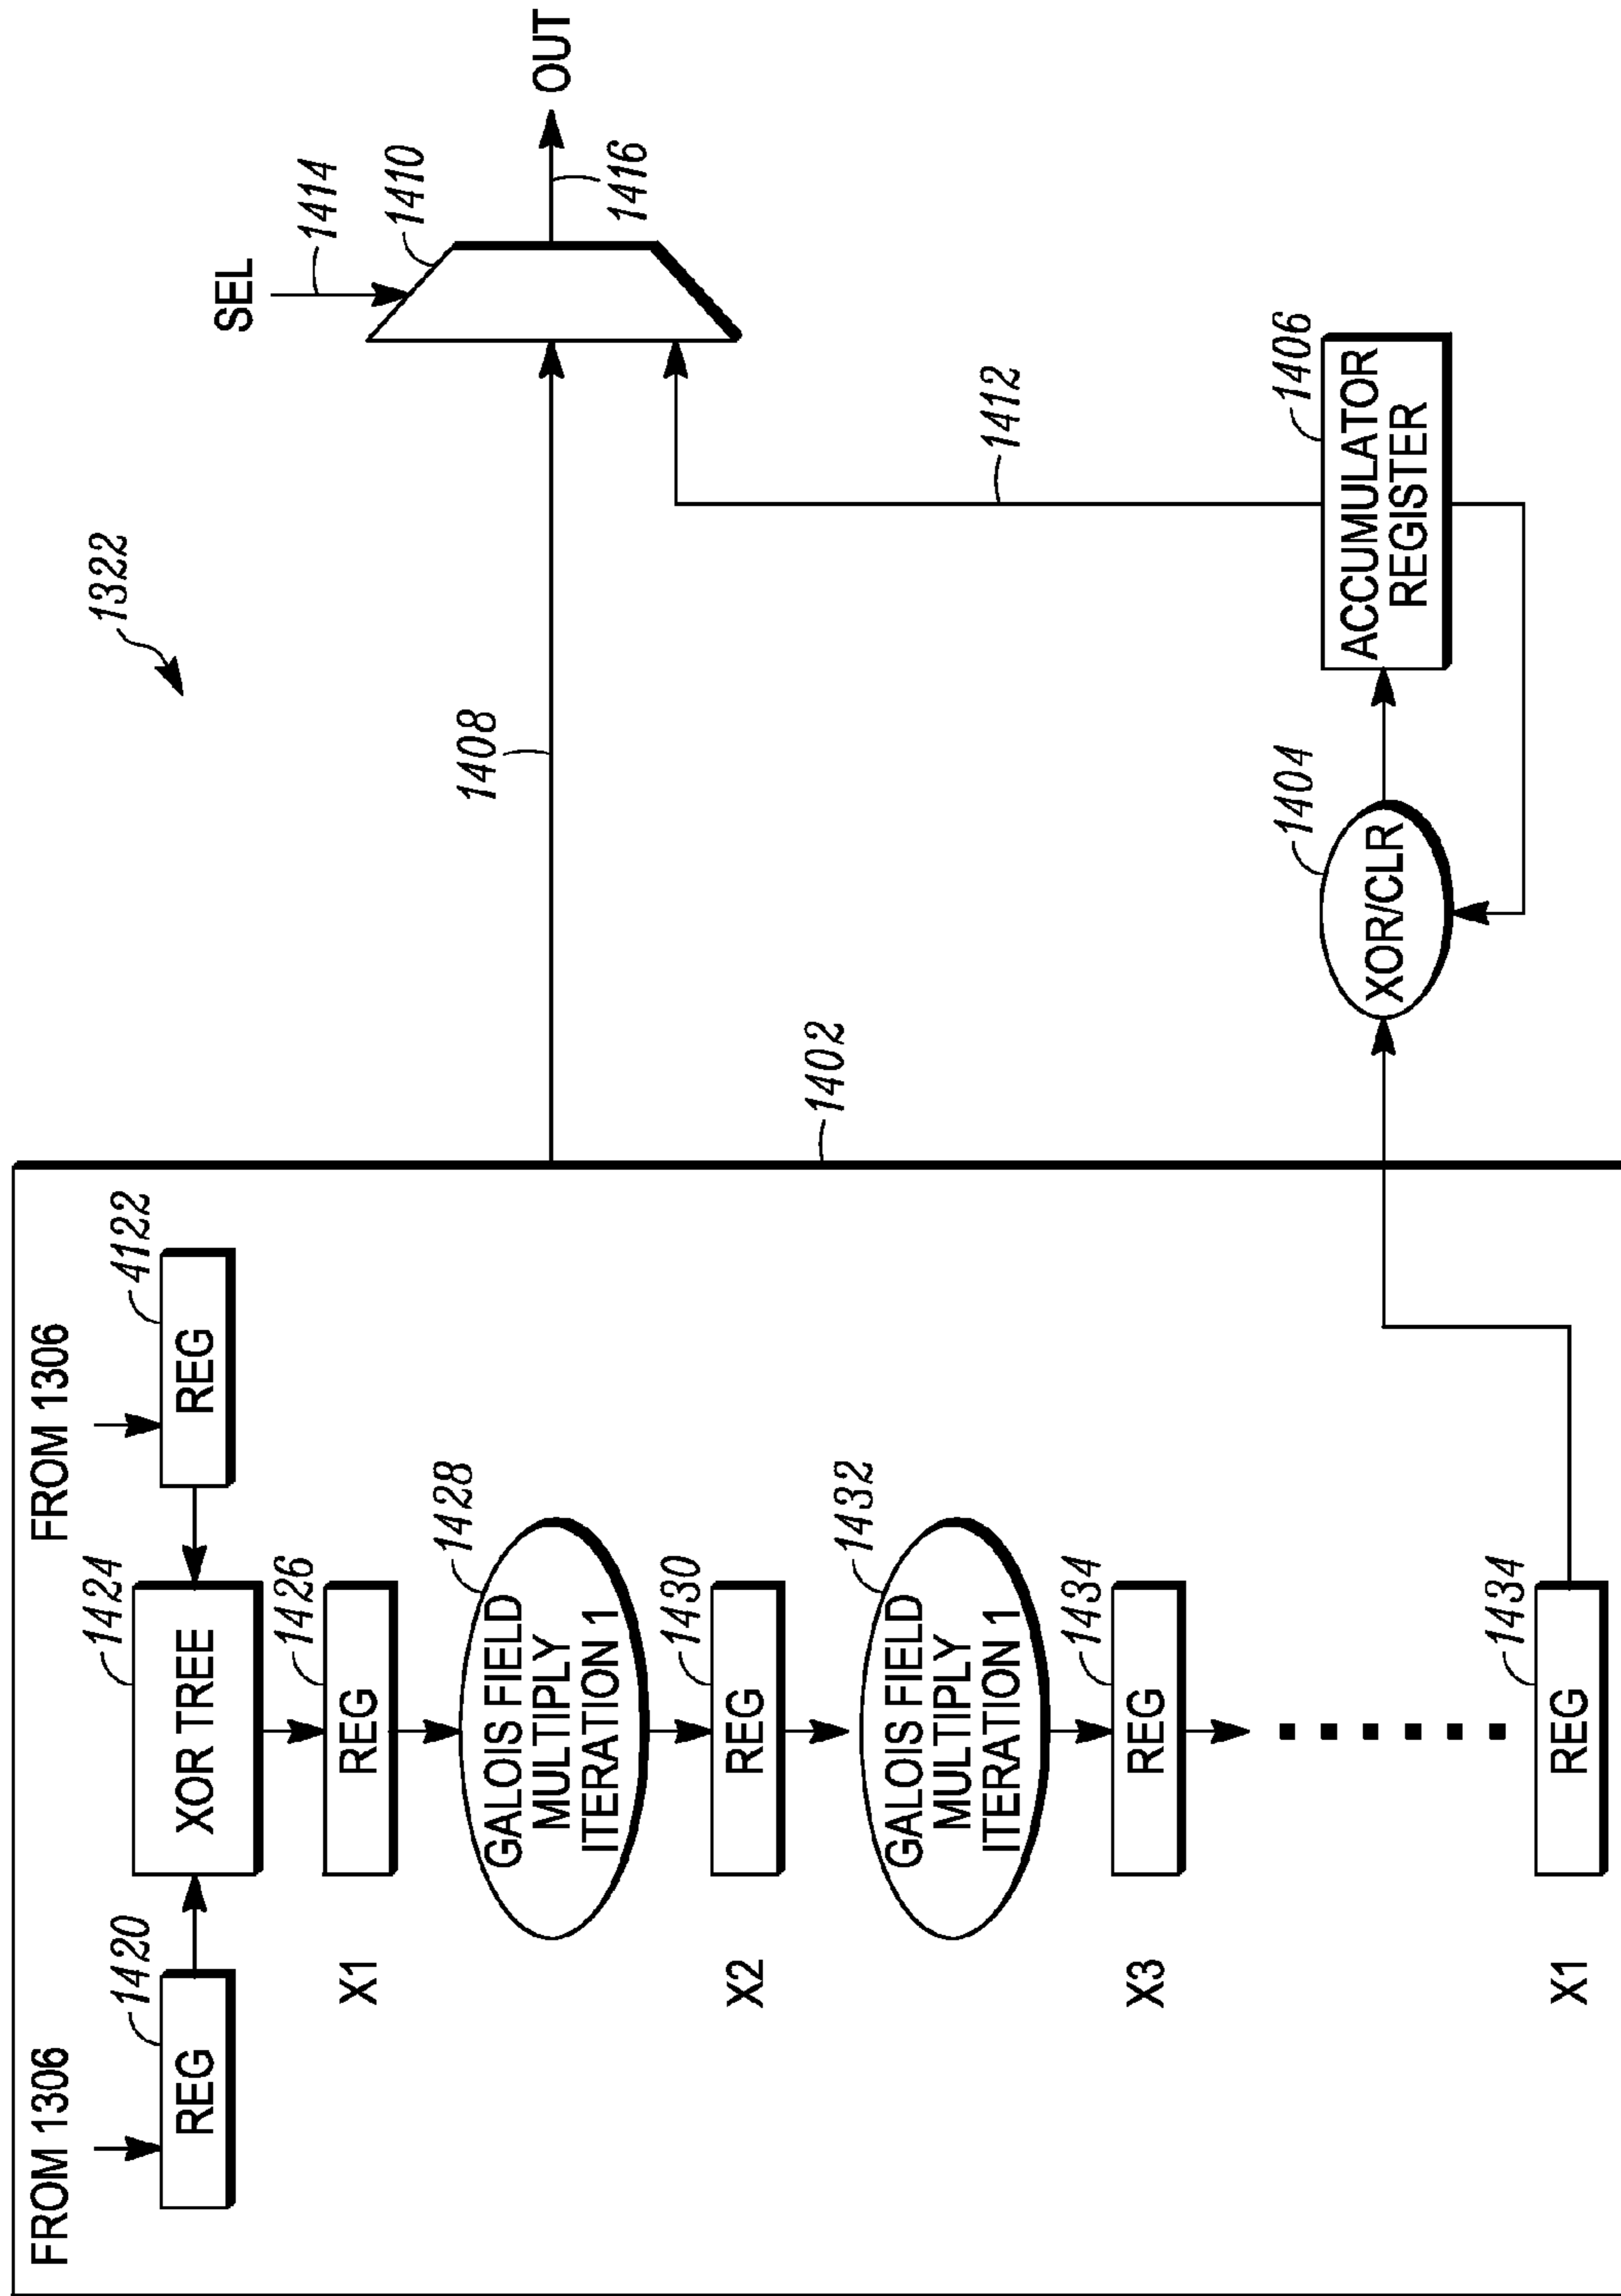 FROM 1306
1420
REG
XOR TREE
1424
FROM 1306
4122
REG
X1
REG
1426
GALOIS FIELD
MULTIPLY
ITERATION 1
1428
X2
REG
1430
GALOIS FIELD
MULTIPLY
ITERATION 1
1432
X3
REG
1434
X1
REG
1434
1402
1322
1408
SEL
1414
1410
OUT
1416
1412
XOR/CLR
1404
ACCUMULATOR
REGISTER
1406